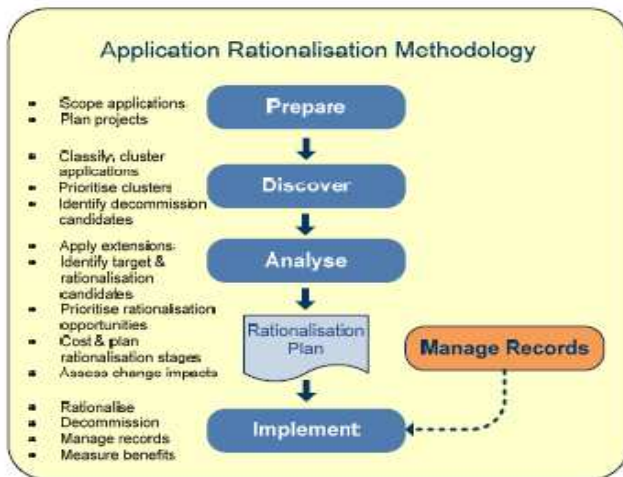 Application Rationalisation Methodology
Scope applications
Plan projects
Prepare
Classify, cluster
applications
Prioritise clusters
Identify decommission
candidates
Discover
Apply extensions
Identify target &
rationalisation
candidates
Prioritise rationalisation
opportunities
Cost & plan
rationalisation stages
Assess change impacts
Analyse
Rationalisation
Plan
Manage Records
Rationalise
Decommission
Manage records
Measure benefits
Implement